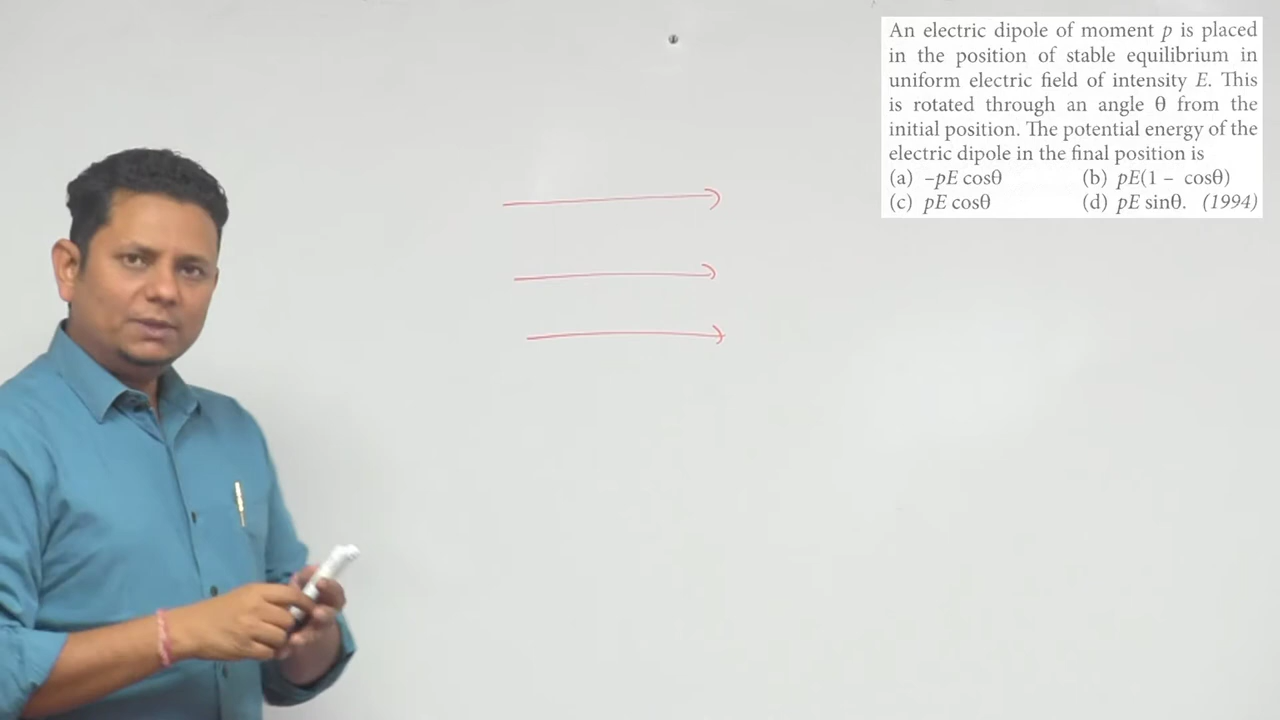 An electric dipole of moment p is placed
in the position of stable equilibrium in
uniform electric field of intensity E. This
is rotated through an angle θ from the
initial position. The potential energy of the
electric dipole in the final position is
(a) –pE cosθ (b) pE(1 – cosθ)
(c) pE cosθ (d) pE sinθ. (1994)